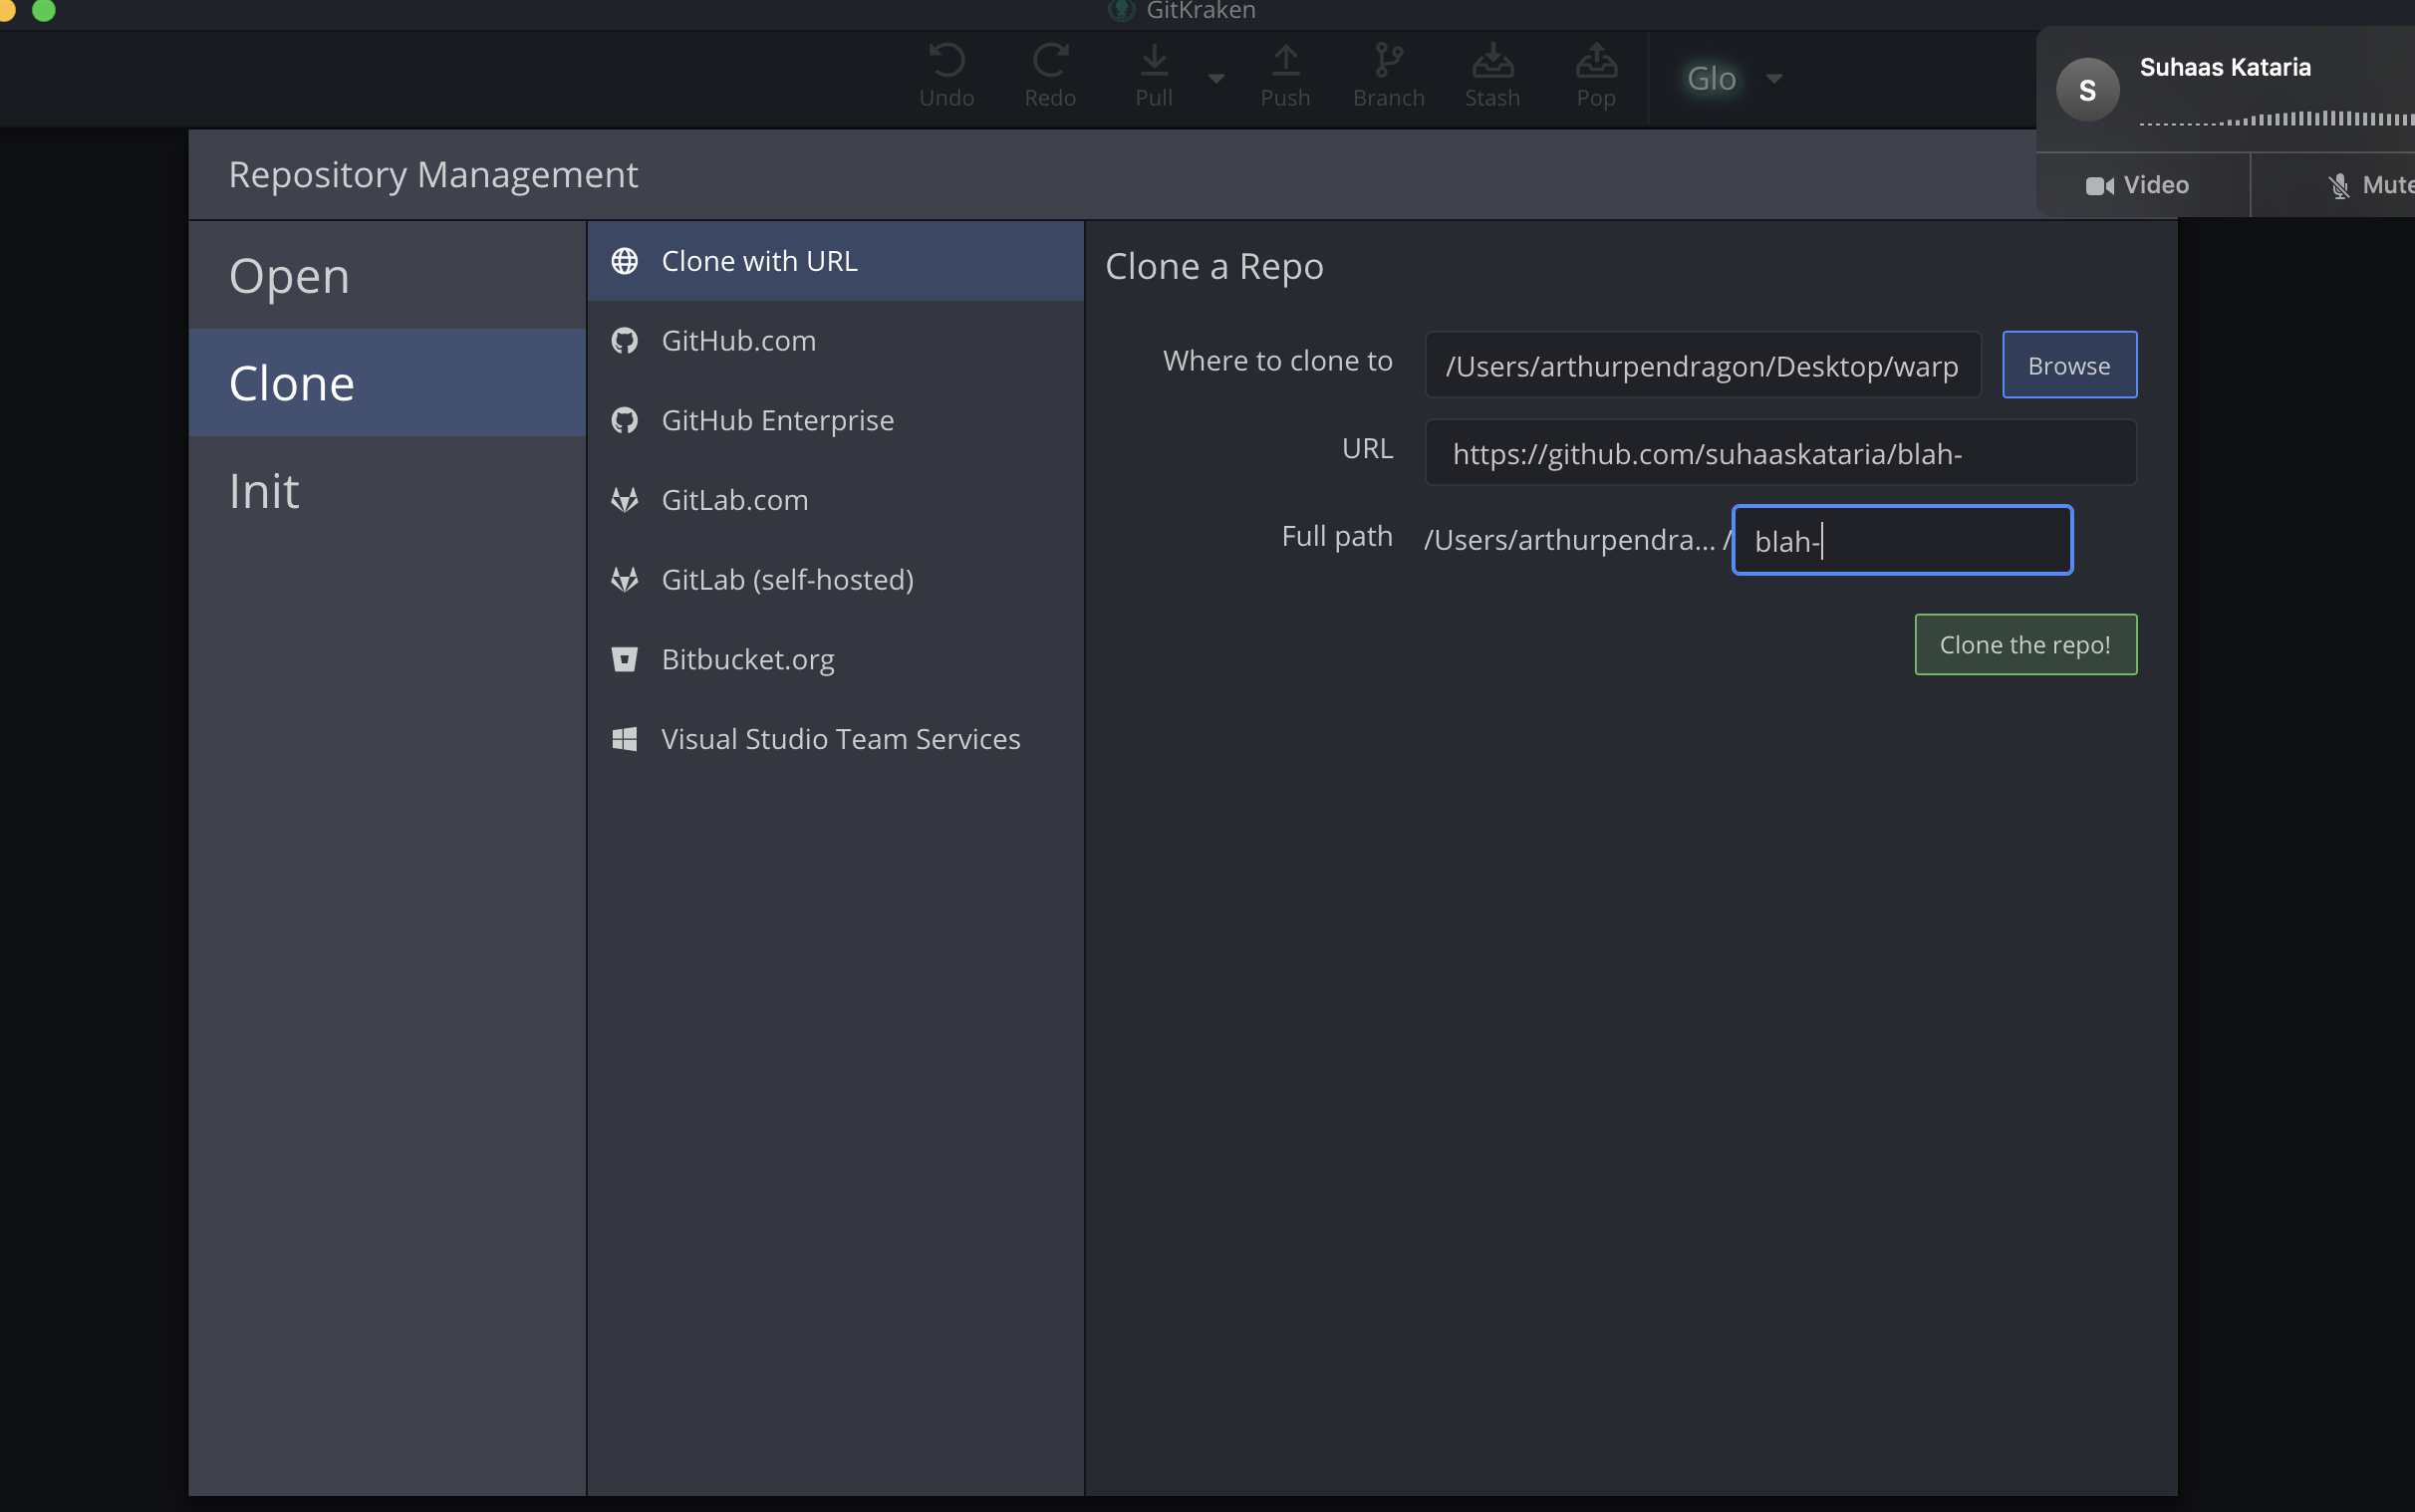 GitKraken
Undo
Redo
Pull
Push
Branch
Stash
Pop
Glo
S
Suhaas Kataria
Video
Mute
Repository Management
Open
Clone
Init
Clone with URL
GitHub.com
GitHub Enterprise
GitLab.com
GitLab (self-hosted)
Bitbucket.org
Visual Studio Team Services
Clone a Repo
Where to clone to /Users/arthurpendragon/Desktop/warp Browse
URL https://github.com/suhaaskataria/blah-
Full path /Users/arthurpendra... / blah-
Clone the repo!